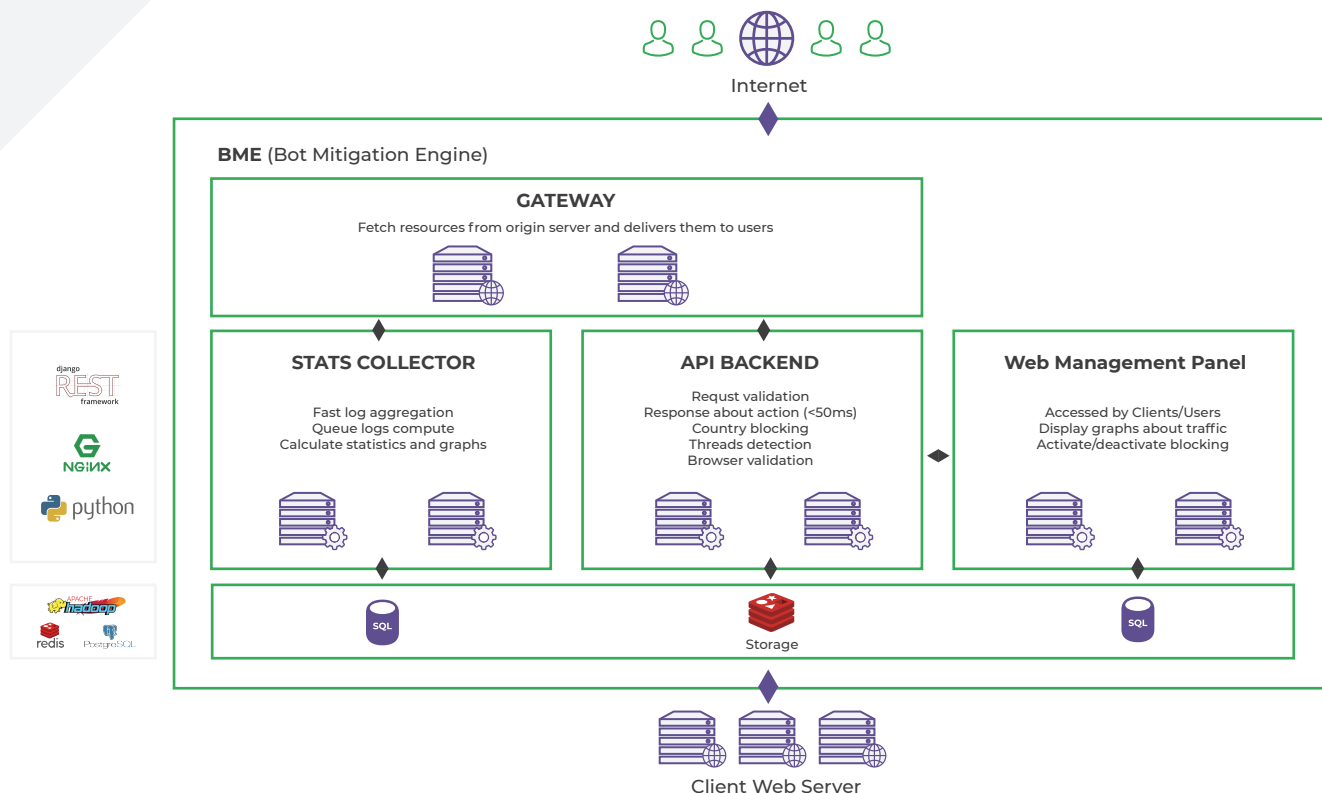 Internet
BME (Bot Mitigation Engine)
GATEWAY
Fetch resources from origin server and delivers them to users
STATS COLLECTOR
Fast log aggregation
Queue logs compute
Calculate statistics and graphs
API BACKEND
Requst validation
Response about action (<50ms)
Country blocking
Threads detection
Browser validation
Web Management Panel
Accessed by Clients/Users
Display graphs about traffic
Activate/deactivate blocking
django
REST
framework
NGINX
python
APACHE
hadoop
redis
PostgreSQL
SQL
Storage
SQL
Client Web Server